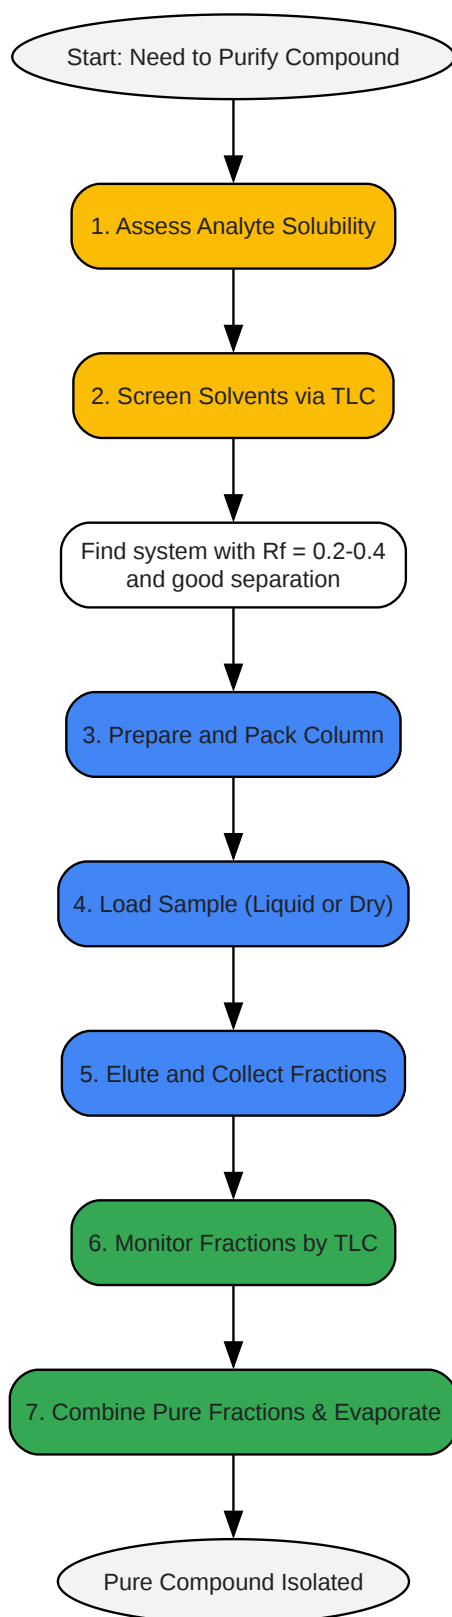 Start: Need to Purify Compound
1. Assess Analyte Solubility
2. Screen Solvents via TLC
Find system with Rf = 0.2-0.4
and good separation
3. Prepare and Pack Column
4. Load Sample (Liquid or Dry)
5. Elute and Collect Fractions
6. Monitor Fractions by TLC
7. Combine Pure Fractions & Evaporate
Pure Compound Isolated